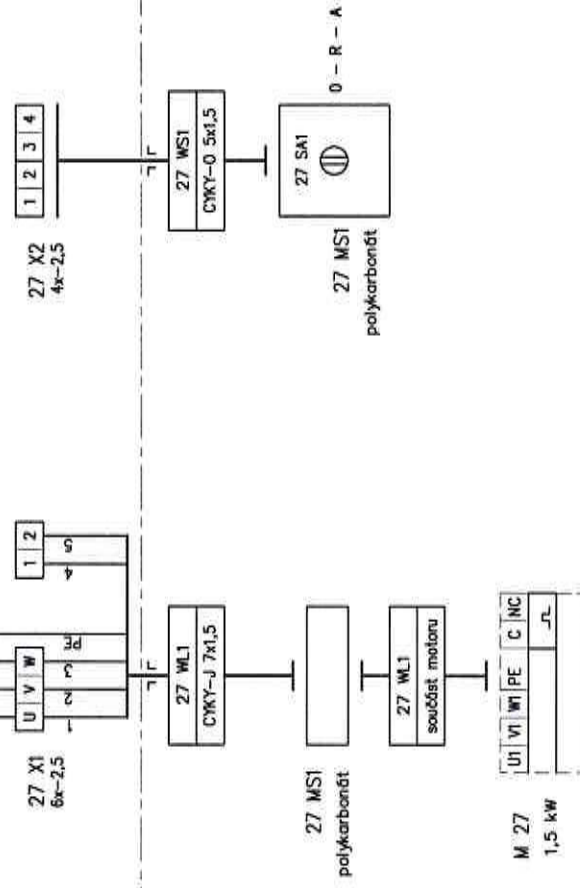 27 X1
6x-2,5
U V W
1 2
1
2
3
PE
4
5
27 X2
4x-2,5
1 2 3 4
27 WL1
CYKY-J 7x1,5
27 WS1
CYKY-O 5x1,5
27 MS1
polykarbonát
27 SA1
O - R - A
27 MS1
polykarbonát
27 WL1
součást motoru
M 27
1,5 kW
U1 V1 W1 PE C NC